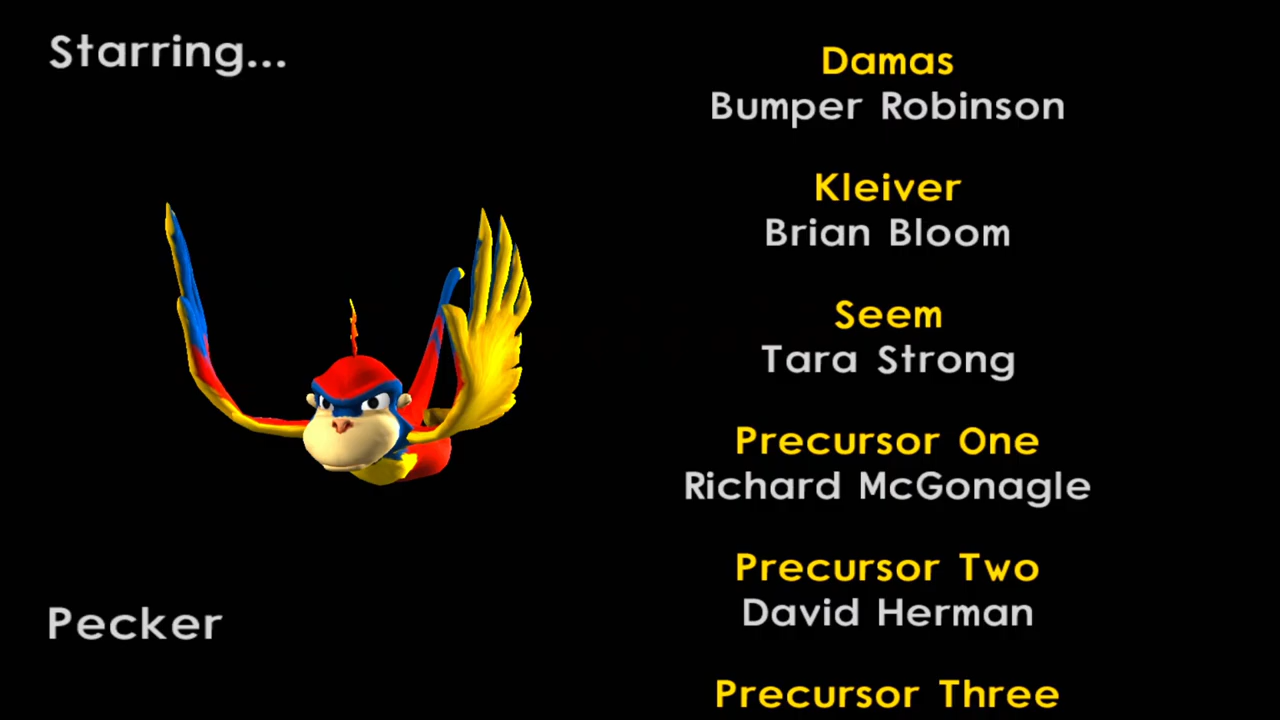 Starring...
Pecker
Damas
Bumper Robinson
Kleiver
Brian Bloom
Seem
Tara Strong
Precursor One
Richard McGonagle
Precursor Two
David Herman
Precursor Three